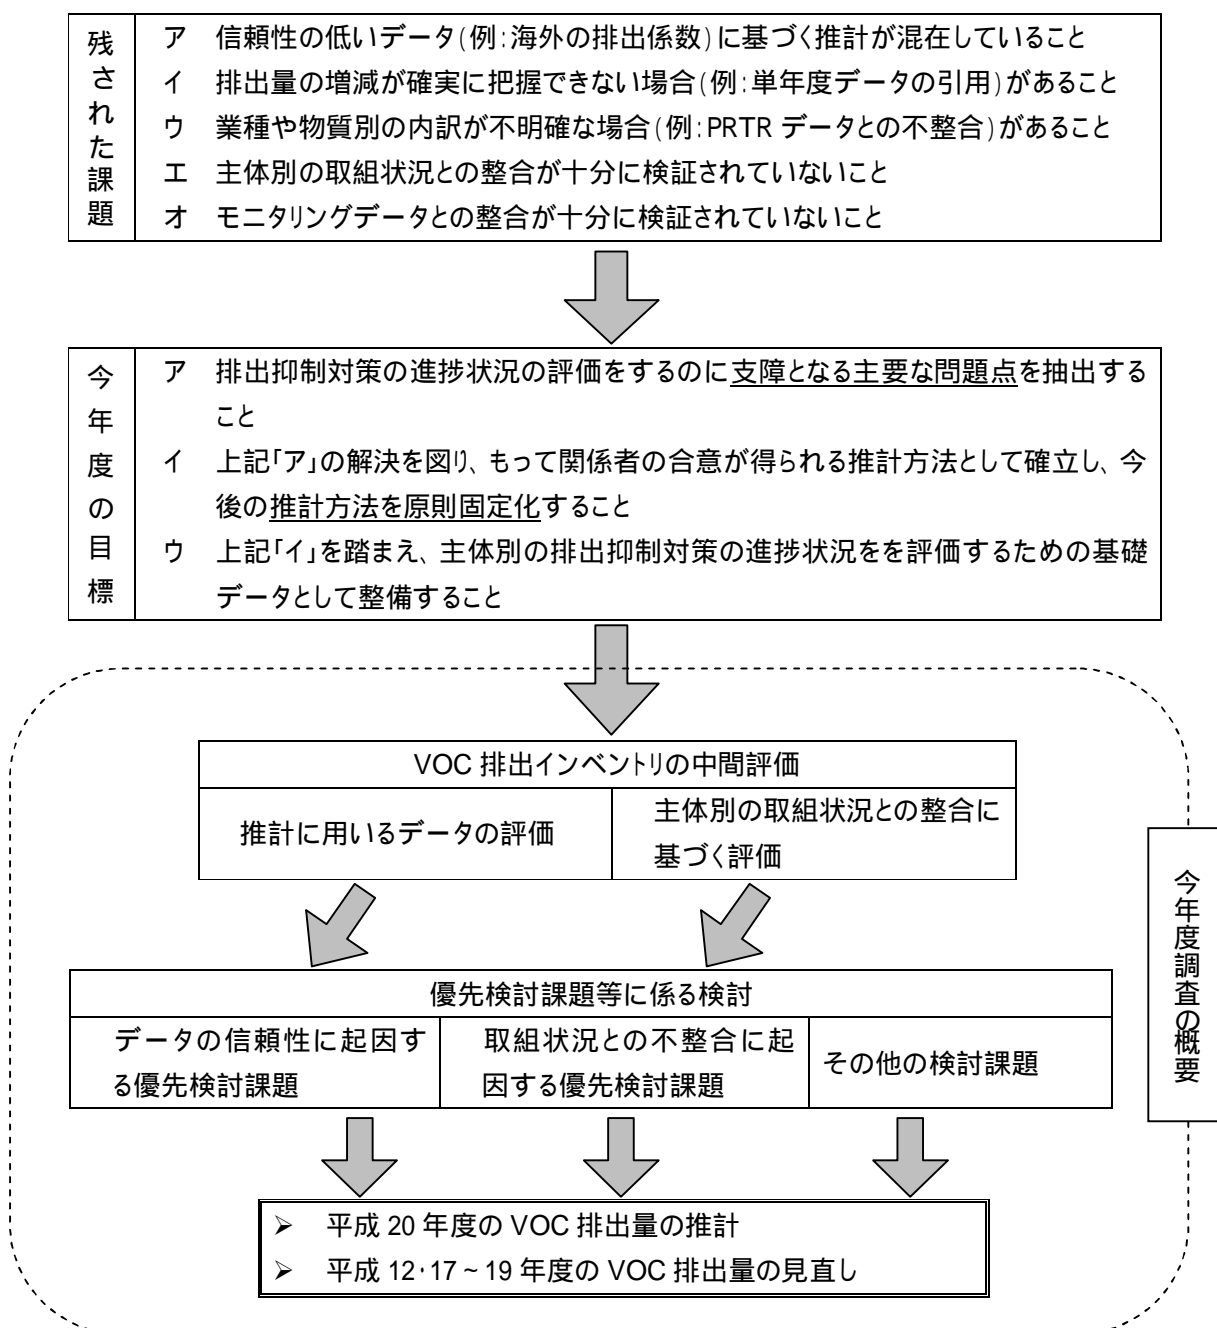 残された課題
ア 信頼性の低いデータ(例:海外の排出係数)に基づく推計が混在していること
イ 排出量の増減が確実に把握できない場合(例:単年度データの引用)があること
ウ 業種や物質別の内訳が不明確な場合(例:PRTR データとの不整合)があること
エ 主体別の取組状況との整合が十分に検証されていないこと
オ モニタリングデータとの整合が十分に検証されていないこと
今年度の目標
ア 排出抑制対策の進捗状況の評価をするのに支障となる主要な問題点を抽出する
こと
イ 上記「ア」の解決を図り、もって関係者の合意が得られる推計方法として確立し、今
後の推計方法を原則固定化すること
ウ 上記「イ」を踏まえ、主体別の排出抑制対策の進捗状況をを評価するための基礎
データとして整備すること
VOC 排出インベントリの中間評価
推計に用いるデータの評価
主体別の取組状況との整合に
基づく評価
今年度調査の概要
優先検討課題等に係る検討
データの信頼性に起因す
る優先検討課題
取組状況との不整合に起
因する優先検討課題
その他の検討課題
➢ 平成 20 年度の VOC 排出量の推計
➢ 平成 12・17~19 年度の VOC 排出量の見直し